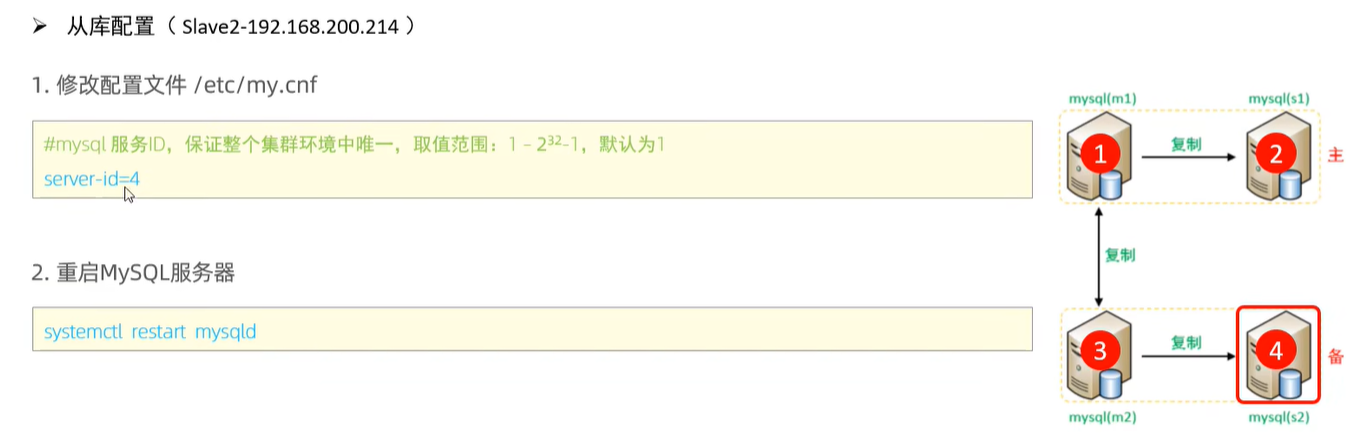 ➢ 从库配置（ Slave2-192.168.200.214 ）
1. 修改配置文件 /etc/my.cnf
#mysql 服务ID，保证整个集群环境中唯一，取值范围：1 – 2³²-1，默认为1
server-id=4
2. 重启MySQL服务器
systemctl restart mysqld
mysql(m1)
mysql(s1)
1
复制
2
主
复制
3
复制
4
备
mysql(m2)
mysql(s2)